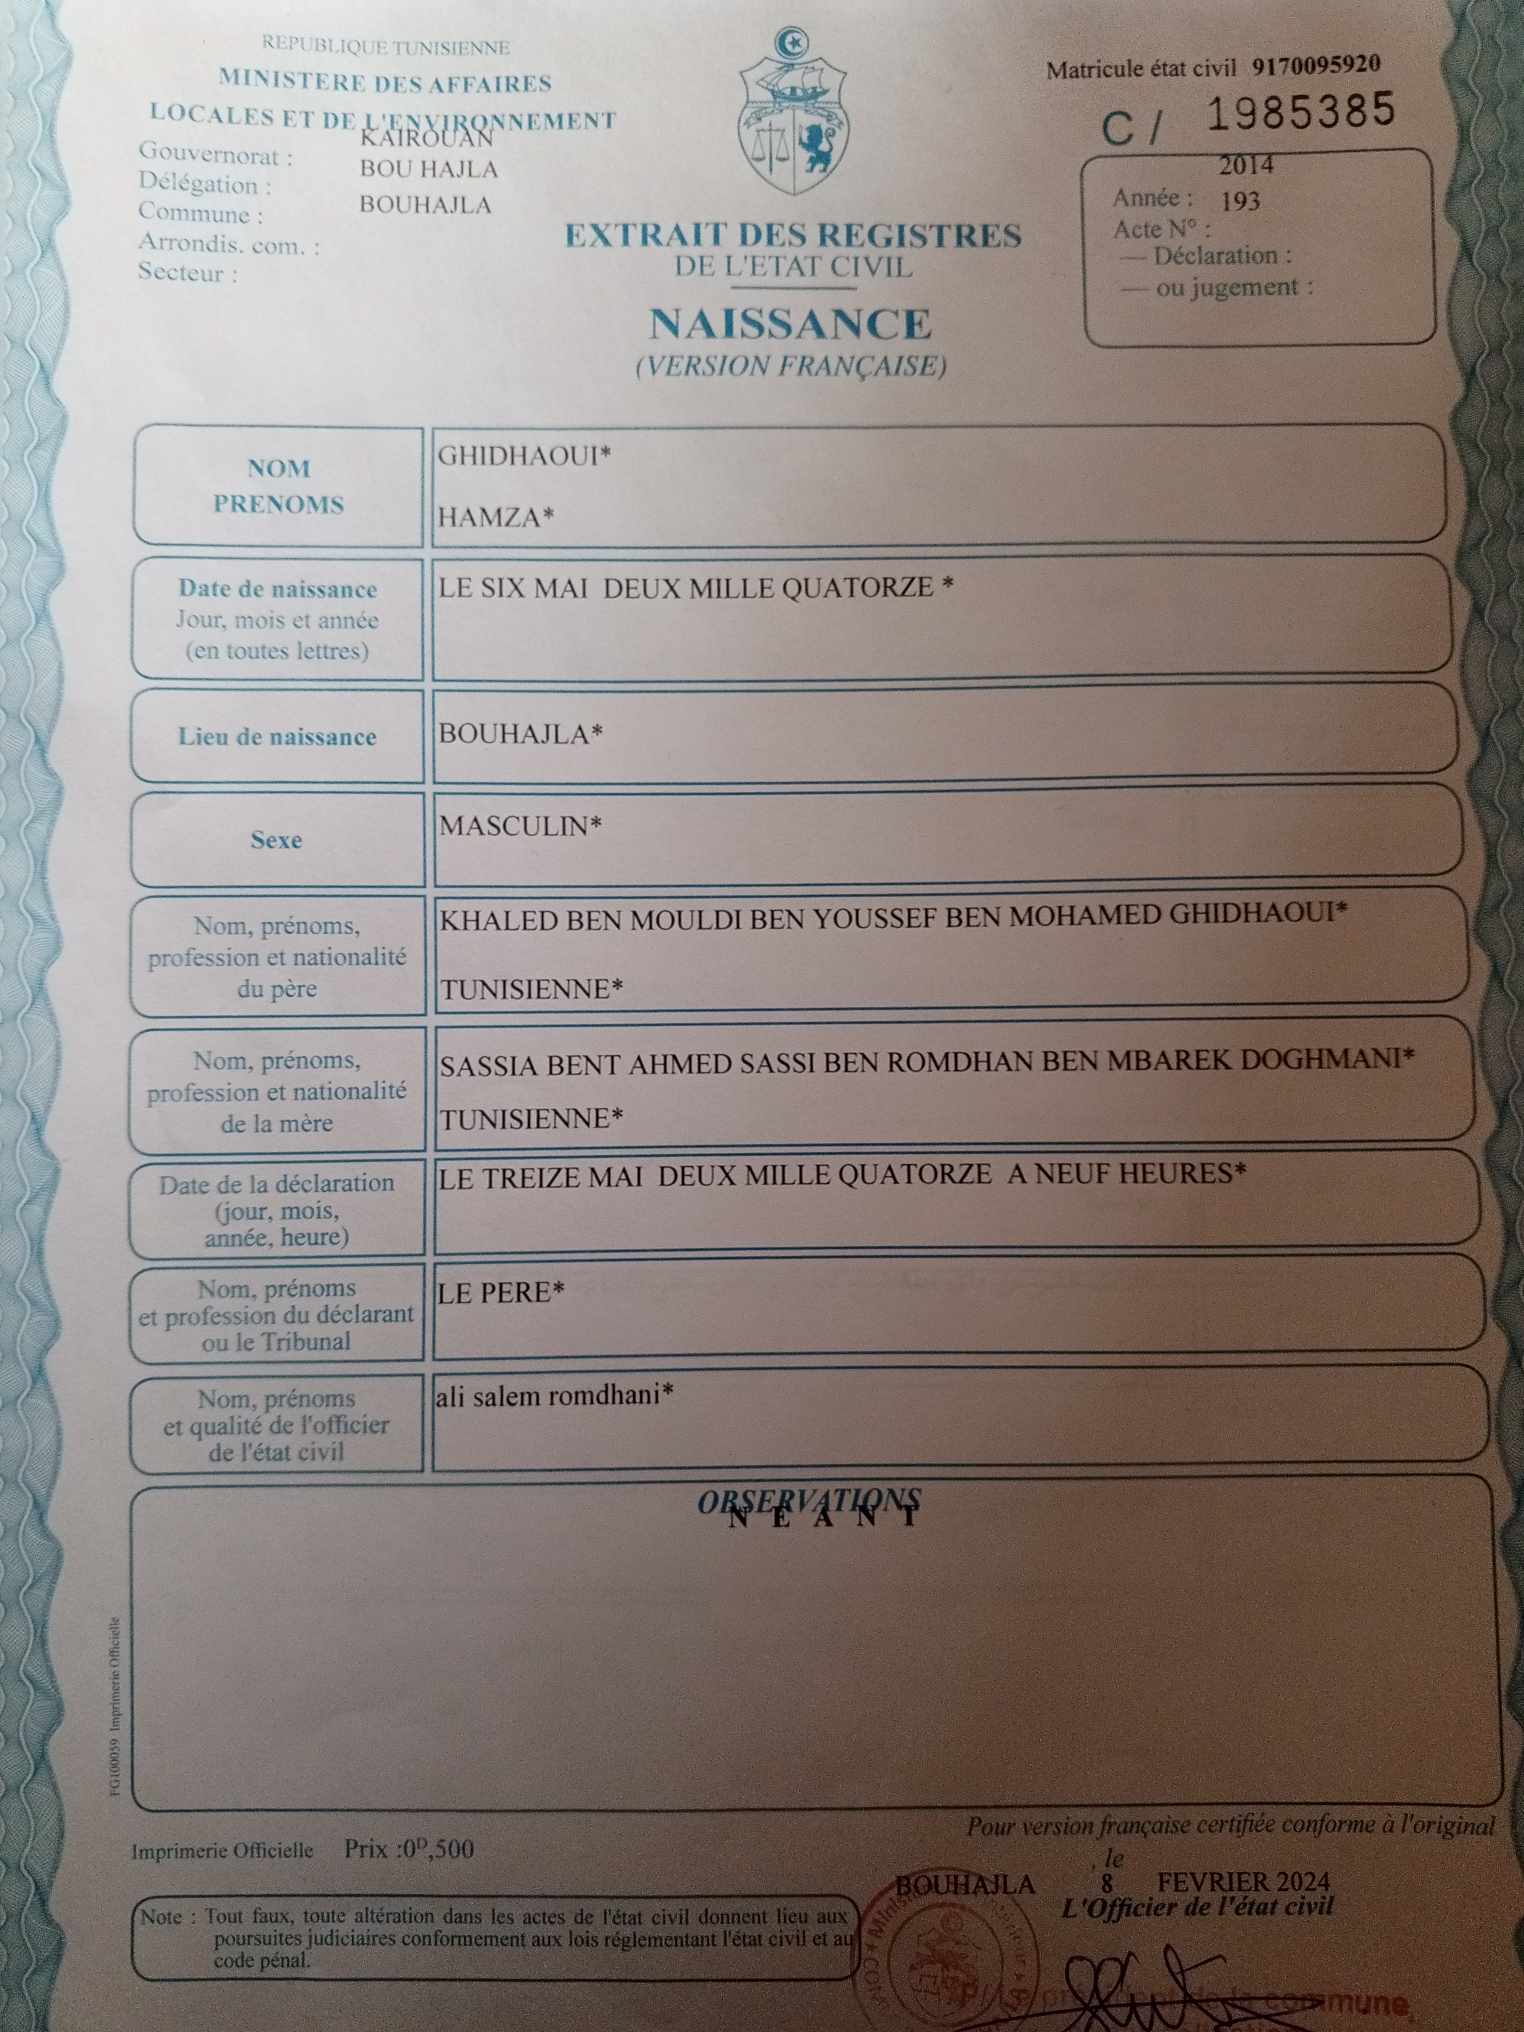 REPUBLIQUE TUNISIENNE
MINISTERE DES AFFAIRES
LOCALES ET DE L'ENVIRONNEMENT
Gouvernorat : KAIROUAN
Délégation : BOU HAJLA
Commune : BOUHAJLA
Arrondis. com. :
Secteur :
EXTRAIT DES REGISTRES
DE L'ETAT CIVIL
NAISSANCE
(VERSION FRANÇAISE)
Matricule état civil 9170095920
C / 1985385
2014
Année : 193
Acte N° :
— Déclaration :
— ou jugement :
NOM
PRENOMS
GHIDHAOUI*
HAMZA*
Date de naissance
Jour, mois et année
(en toutes lettres)
LE SIX MAI DEUX MILLE QUATORZE *
Lieu de naissance
BOUHAJLA*
Sexe
MASCULIN*
Nom, prénoms,
profession et nationalité
du père
KHALED BEN MOULDI BEN YOUSSEF BEN MOHAMED GHIDHAOUI*
TUNISIENNE*
Nom, prénoms,
profession et nationalité
de la mère
SASSIA BENT AHMED SASSI BEN ROMDHAN BEN MBAREK DOGHMANI*
TUNISIENNE*
Date de la déclaration
(jour, mois,
année, heure)
LE TREIZE MAI DEUX MILLE QUATORZE A NEUF HEURES*
Nom, prénoms
et profession du déclarant
ou le Tribunal
LE PERE*
Nom, prénoms
et qualité de l'officier
de l'état civil
ali salem romdhani*
OBSERVATIONS
N E A N T
FG100059 Imprimerie Officielle
Imprimerie Officielle Prix :0ᴰ,500
Note : Tout faux, toute altération dans les actes de l'état civil donnent lieu aux
poursuites judiciaires conformement aux lois réglementant l'état civil et au
code pénal.
Pour version française certifiée conforme à l'original
, le
BOUHAJLA 8 FEVRIER 2024
L'Officier de l'état civil
de la commune